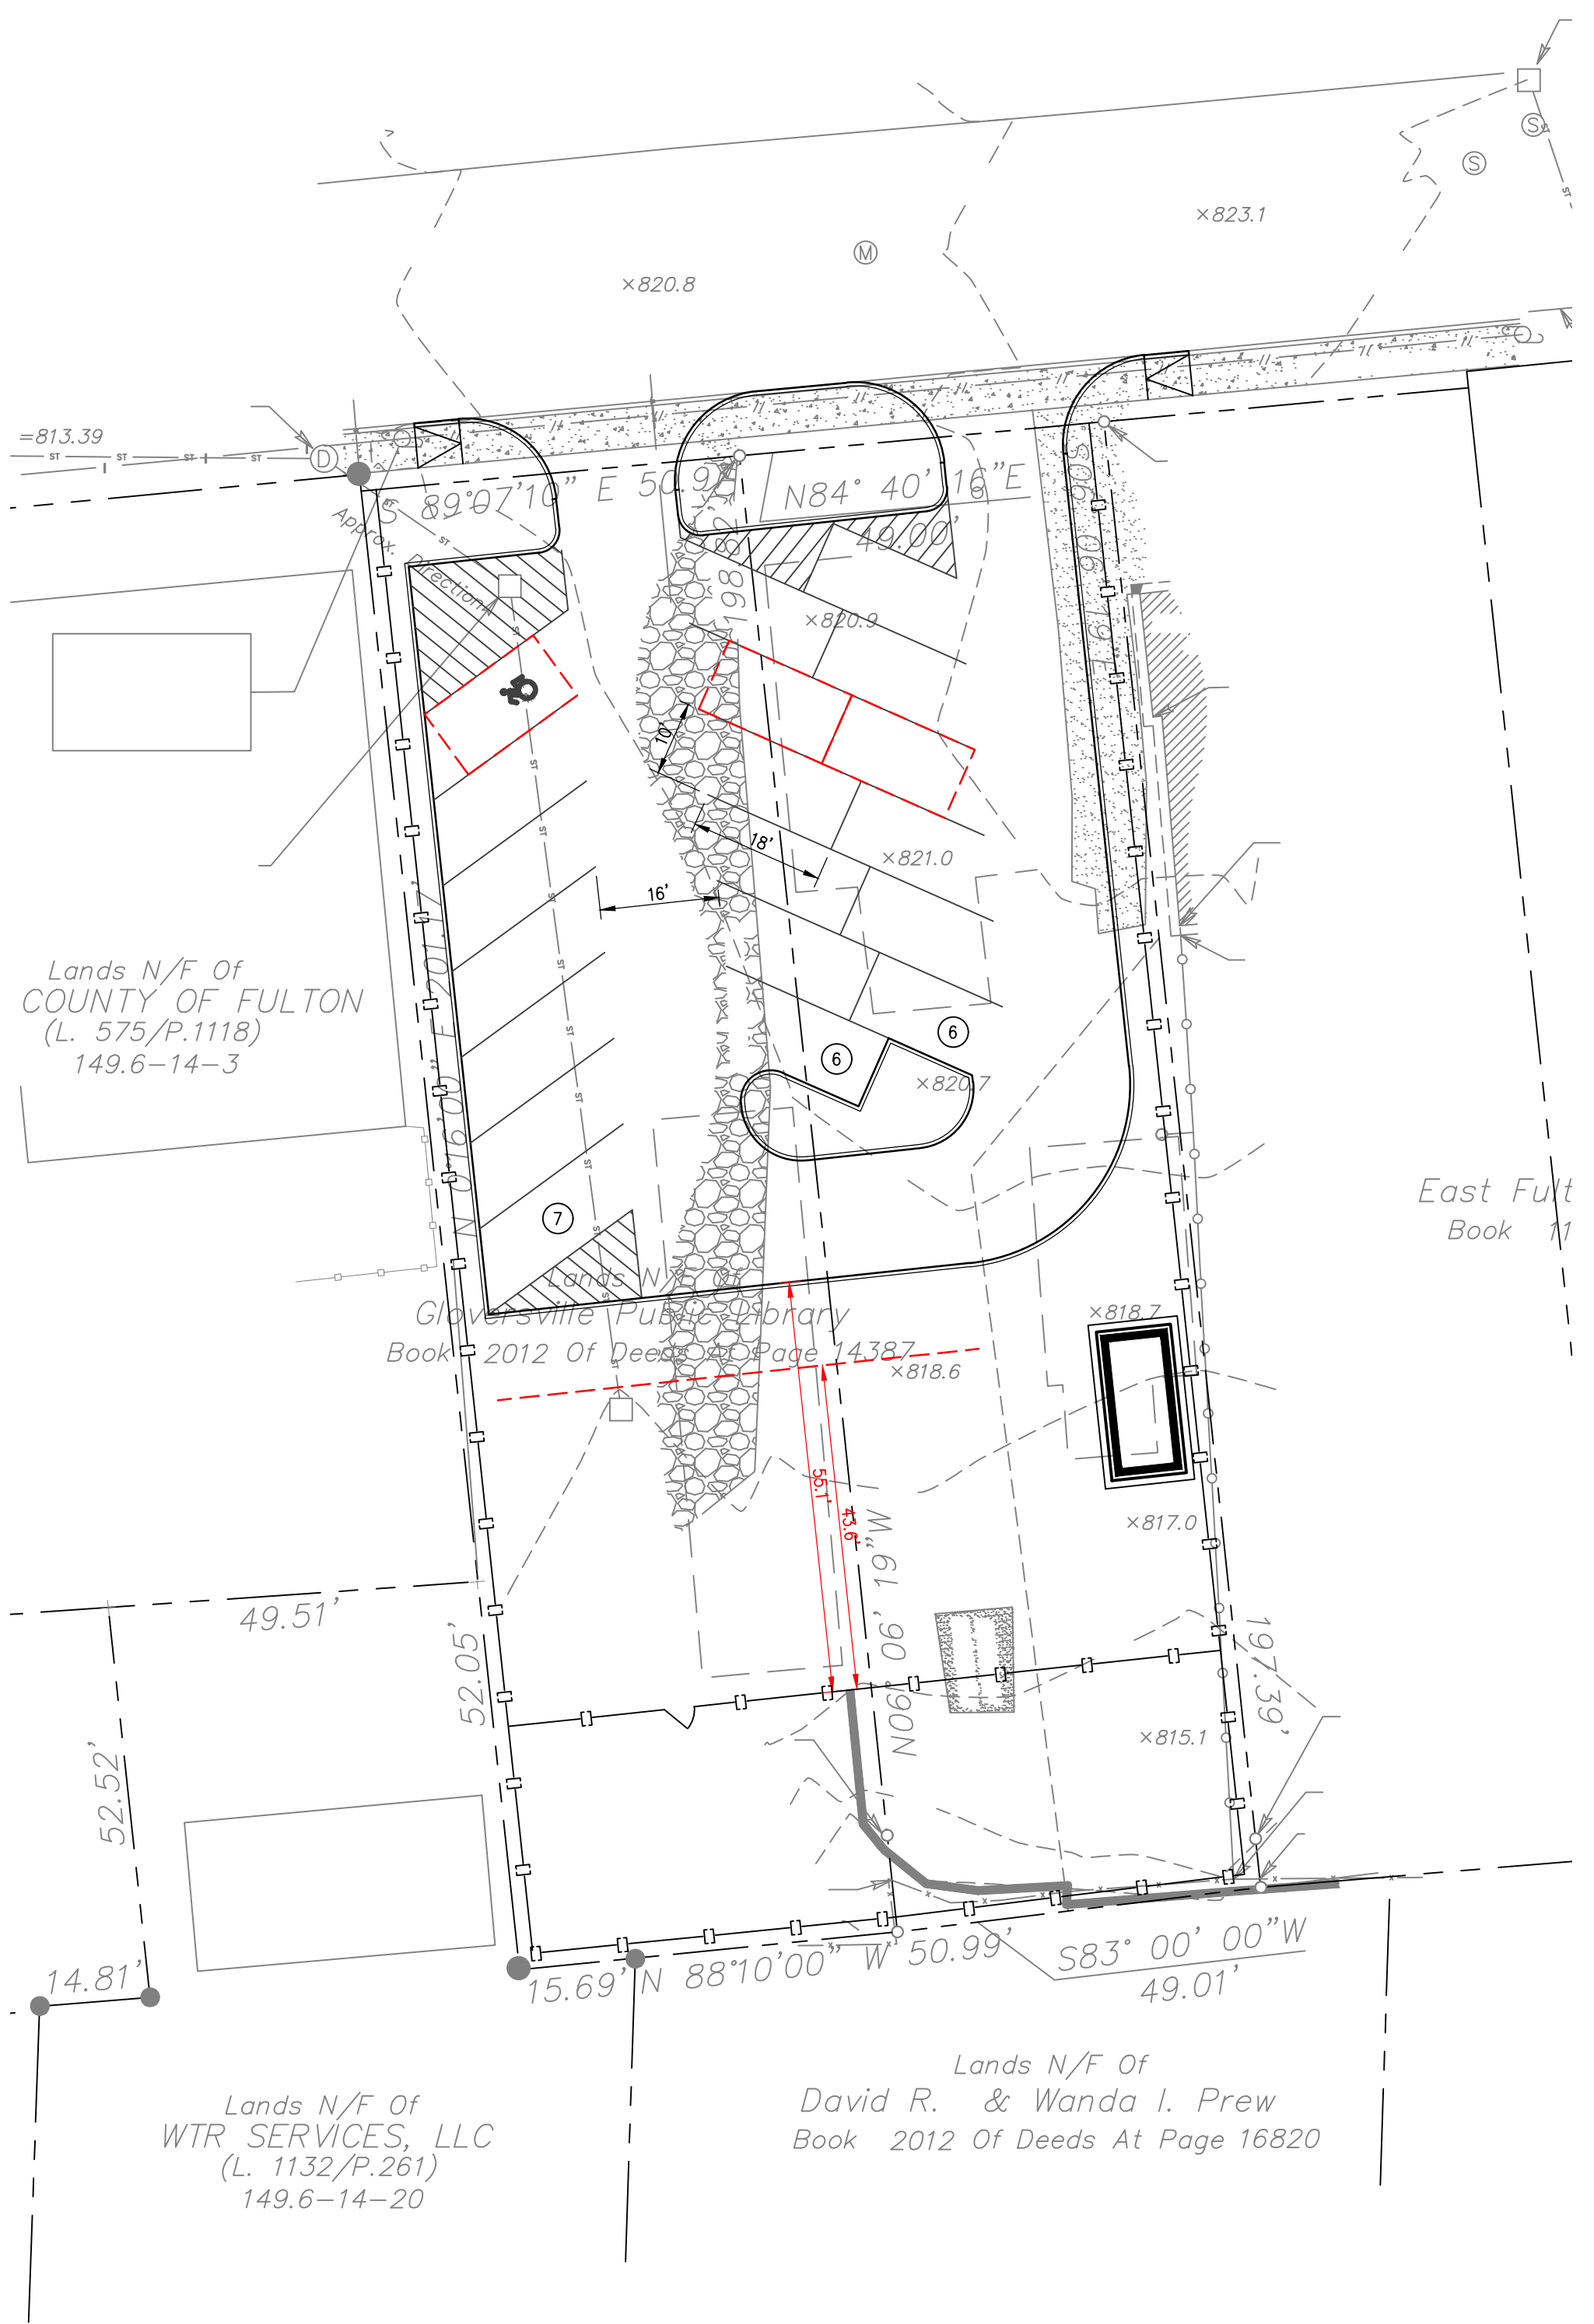 ×823.1
×820.8
=813.39
S 89°07'10" E 50.97'
N84° 40' 16"E
49.00'
Approx.
Direction
×820.9
10'
18'
×821.0
16'
Lands N/F Of
COUNTY OF FULTON
(L. 575/P.1118)
149.6-14-3
6
6
×820.7
East Fult
Book 11
7
Lands N/F Of
Gloversville Public Library
Book 2012 Of Deeds At Page 14387
×818.7
×818.6
55.1'
43.6'
×817.0
N06° 06' 19"W
49.51'
52.05'
197.39'
52.52'
×815.1
14.81'
15.69'
N 88°10'00" W 50.99'
S83° 00' 00"W
49.01'
Lands N/F Of
David R. & Wanda I. Prew
Book 2012 Of Deeds At Page 16820
Lands N/F Of
WTR SERVICES, LLC
(L. 1132/P.261)
149.6-14-20